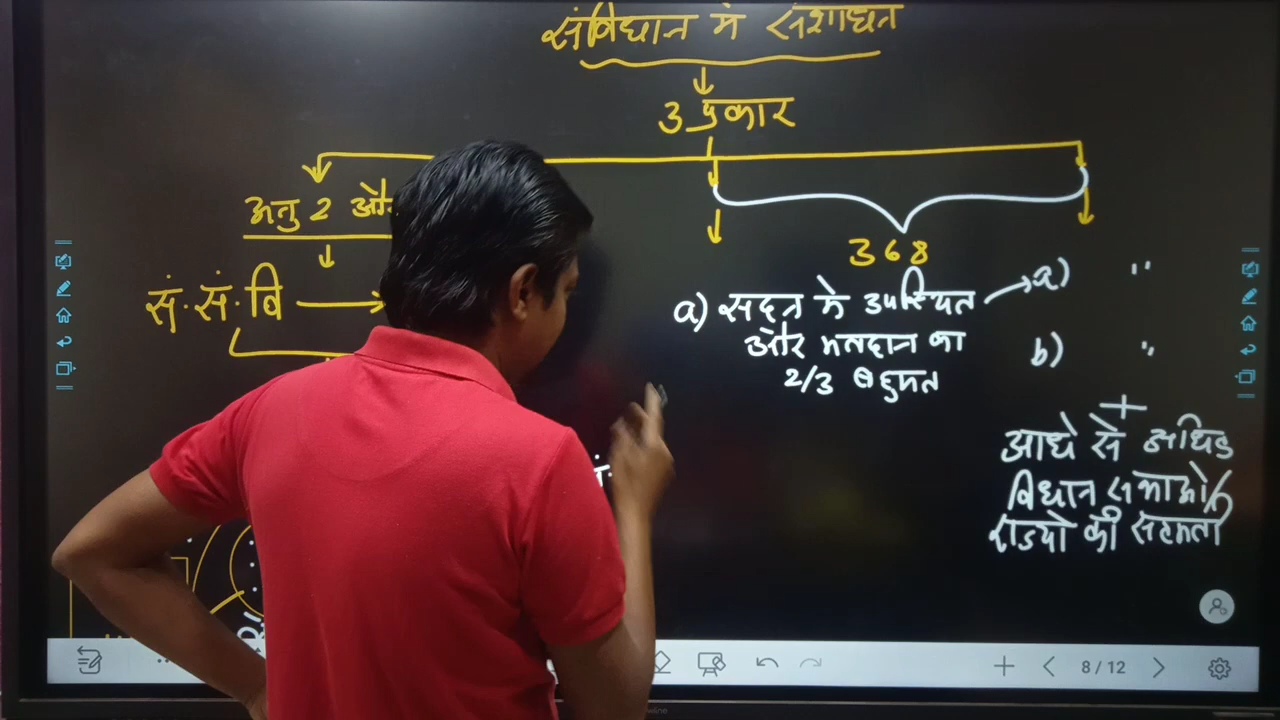 संविधान में संशोधन
3 प्रकार
अनु 2 और
368
सं. सं. वि
a) सदन में उपस्थित
और मतदान का
2/3 बहुमत
a) "
b) "
+
आधे से अधिक
विधान सभाओं/
राज्यों की सहमती
8/12